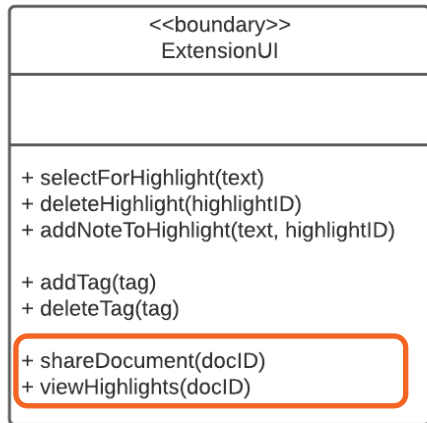 <<boundary>>
ExtensionUI
+ selectForHighlight(text)
+ deleteHighlight(highlightID)
+ addNoteToHighlight(text, highlightID)
+ addTag(tag)
+ deleteTag(tag)
+ shareDocument(docID)
+ viewHighlights(docID)